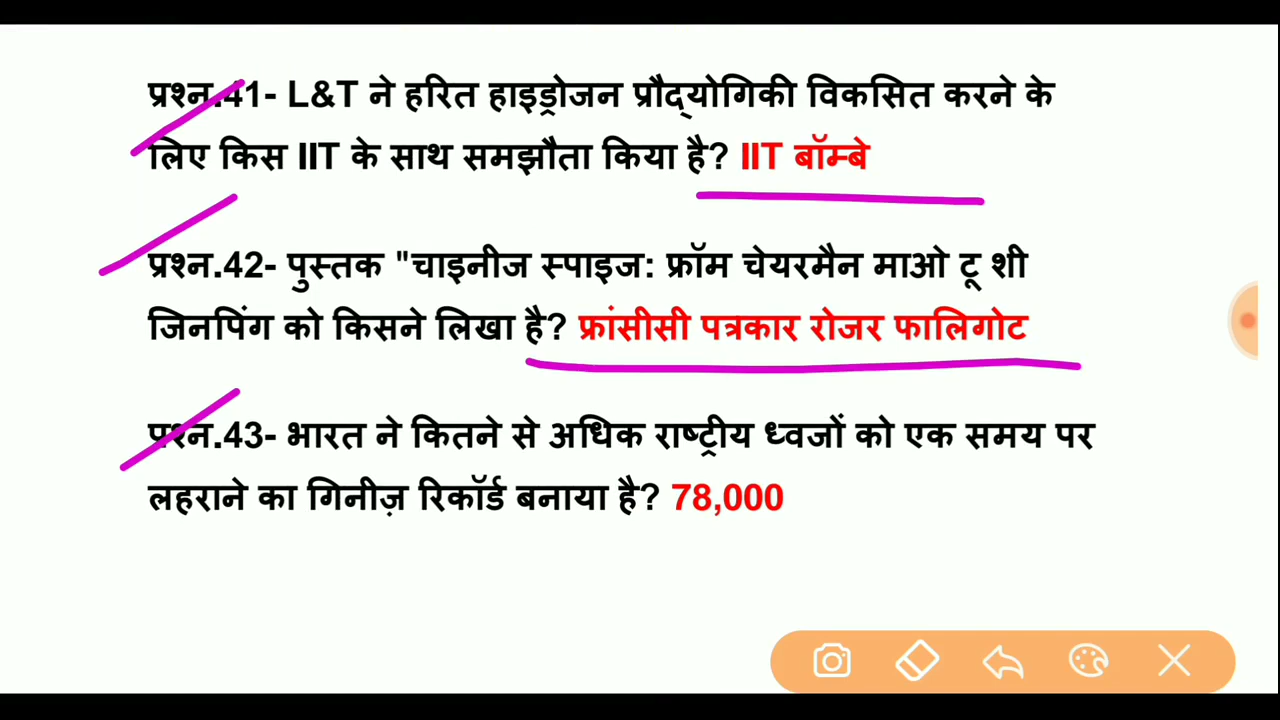 प्रश्न.41- L&T ने हरित हाइड्रोजन प्रौद्योगिकी विकसित करने के
लिए किस IIT के साथ समझौता किया है? IIT बॉम्बे
प्रश्न.42- पुस्तक "चाइनीज स्पाइज: फ्रॉम चेयरमैन माओ टू शी
जिनपिंग को किसने लिखा है? फ्रांसीसी पत्रकार रोजर फालिगोट
प्रश्न.43- भारत ने कितने से अधिक राष्ट्रीय ध्वजों को एक समय पर
लहराने का गिनीज़ रिकॉर्ड बनाया है? 78,000